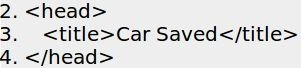 2. <head>
3. <title>Car Saved</title>
4. </head>